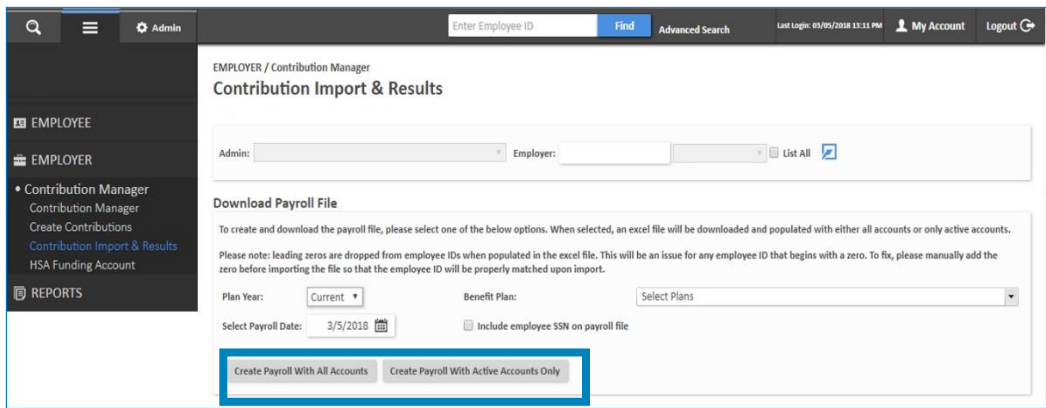 Admin
Enter Employee ID
Find
Advanced Search
Last Login: 03/05/2018 13:11 PM
My Account
Logout
EMPLOYEE
EMPLOYER
• Contribution Manager
Contribution Manager
Create Contributions
Contribution Import & Results
HSA Funding Account
REPORTS
EMPLOYER / Contribution Manager
Contribution Import & Results
Admin:
Employer:
List All
Download Payroll File
To create and download the payroll file, please select one of the below options. When selected, an excel file will be downloaded and populated with either all accounts or only active accounts.
Please note: leading zeros are dropped from employee IDs when populated in the excel file. This will be an issue for any employee ID that begins with a zero. To fix, please manually add the
zero before importing the file so that the employee ID will be properly matched upon import.
Plan Year: Current
Benefit Plan: Select Plans
Select Payroll Date: 3/5/2018
Include employee SSN on payroll file
Create Payroll With All Accounts
Create Payroll With Active Accounts Only